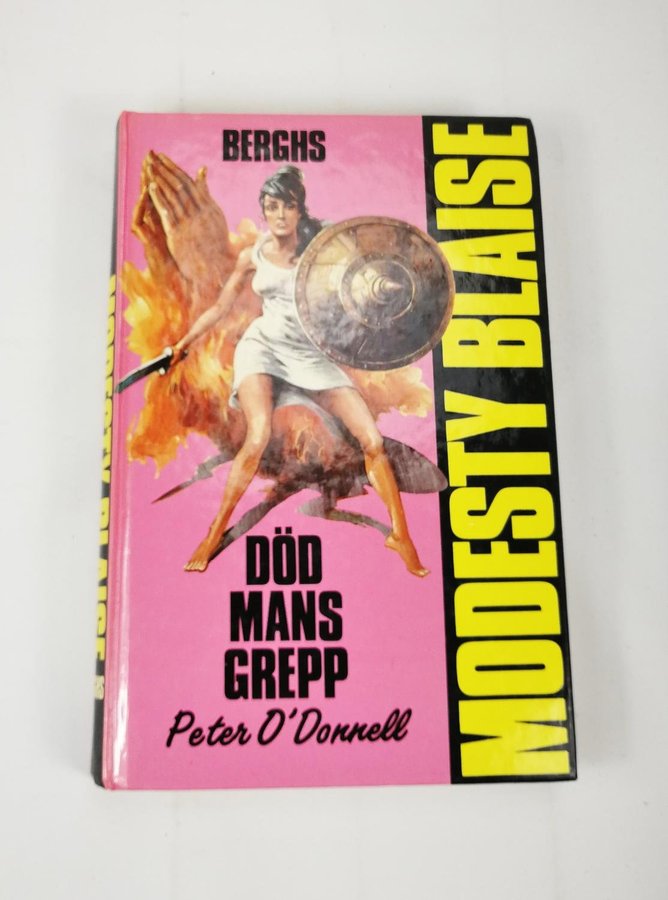 BERGHS
DÖD
MANS
GREPP
Peter O'Donnell
MODESTY BLAISE
MODESTY BLAISE